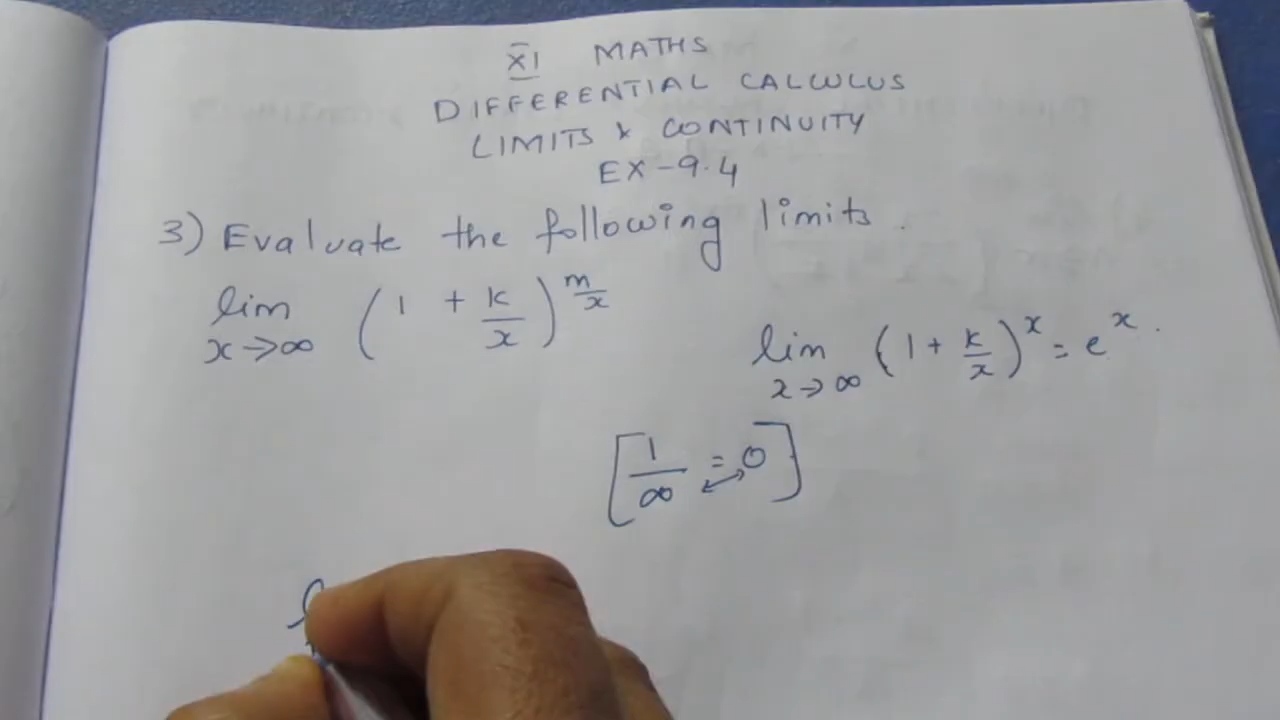 XI MATHS
DIFFERENTIAL CALCULUS
LIMITS & CONTINUITY
EX-9.4
3) Evaluate the following limits.
lim x→∞ (1 + k/x)^(m/x)
lim x→∞ (1 + k/x)^x = e^x.
[1/∞ = 0]